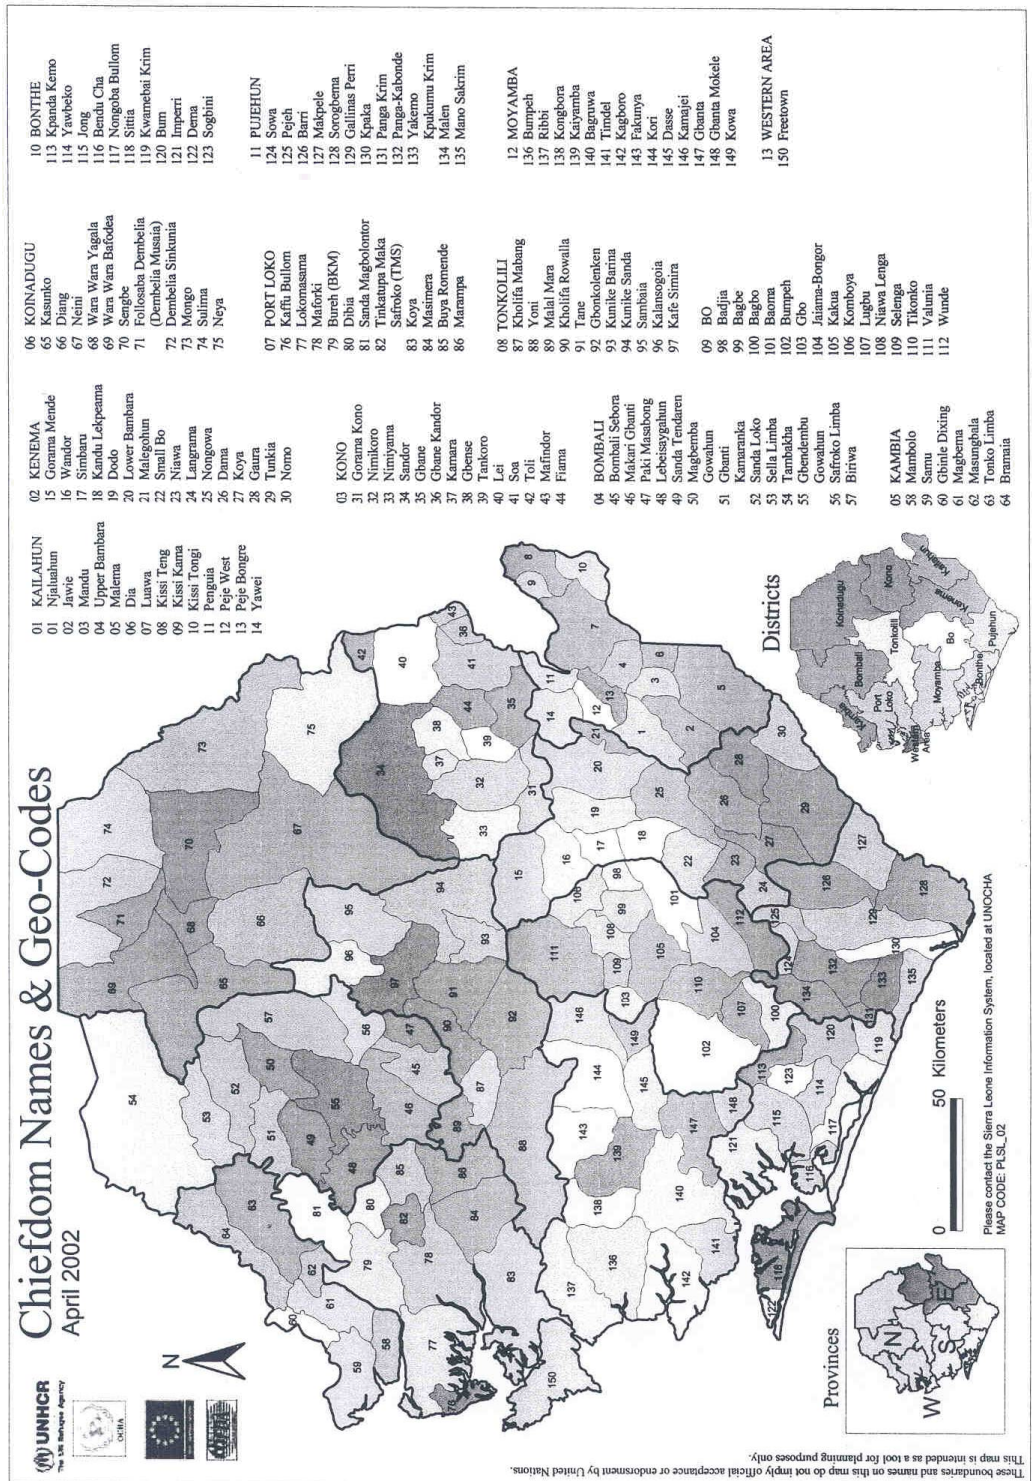 Chiefdom Names & Geo-Codes
April 2002
UNHCR
The UN Refugee Agency
OCHA
N
01 KAILAHUN
01 Njaluahun
02 Jawie
03 Mandu
04 Upper Bambara
05 Malema
06 Dia
07 Luawa
08 Kissi Teng
09 Kissi Kama
10 Kissi Tongi
11 Penguia
12 Peje West
13 Peje Bongre
14 Yawei
02 KENEMA
15 Gorama Mende
16 Wandor
17 Simbaru
18 Kandu Lekpeama
19 Dodo
20 Lower Bambara
21 Malegohun
22 Small Bo
23 Niawa
24 Langrama
25 Nongowa
26 Dama
27 Koya
28 Gaura
29 Tunkia
30 Nomo
03 KONO
31 Gorama Kono
32 Nimikoro
33 Nimiyama
34 Sandor
35 Gbane
36 Gbane Kandor
37 Kamara
38 Gbense
39 Tankoro
40 Lei
41 Soa
42 Toli
43 Mafindor
44 Fiama
04 BOMBALI
45 Bombali Sebora
46 Makari Gbanti
47 Paki Masabong
48 Lebeisaygahun
49 Sanda Tendaren
50 Magbemba
Gowahun
51 Gbanti
Kamaranka
52 Sanda Loko
53 Sella Limba
54 Tambakha
55 Gbendembu
Gowahun
56 Safroko Limba
57 Biriwa
05 KAMBIA
58 Mambolo
59 Samu
60 Gbinle Dixing
61 Magbema
62 Masungbala
63 Tonko Limba
64 Bramaia
06 KOINADUGU
65 Kasunko
66 Diang
67 Neini
68 Wara Wara Yagala
69 Wara Wara Bafodea
70 Sengbe
71 Follosaba Dembelia
(Dembelia Musaia)
72 Dembelia Sinkunia
73 Mongo
74 Sulima
75 Neya
07 PORT LOKO
76 Kaffu Bullom
77 Lokomasama
78 Maforki
79 Bureh (BKM)
80 Dibia
81 Sanda Magbolontor
82 Tinkatupa Maka
Safroko (TMS)
83 Koya
84 Masimera
85 Buya Romende
86 Marampa
08 TONKOLILI
87 Kholifa Mabang
88 Yoni
89 Malal Mara
90 Kholifa Rowalla
91 Tane
92 Gbonkolenken
93 Kunike Barina
94 Kunike Sanda
95 Sambaia
96 Kalansogoia
97 Kafe Simira
09 BO
98 Badjia
99 Bagbe
100 Bagbo
101 Baoma
102 Bumpeh
103 Gbo
104 Jaiama-Bongor
105 Kakua
106 Komboya
107 Lugbu
108 Niawa Lenga
109 Selenga
110 Tikonko
111 Valunia
112 Wunde
10 BONTHE
113 Kpanda Kemo
114 Yawbeko
115 Jong
116 Bendu Cha
117 Nongoba Bullom
118 Sittia
119 Kwamebai Krim
120 Bum
121 Imperri
122 Dema
123 Sogbini
11 PUJEHUN
124 Sowa
125 Pejeh
126 Barri
127 Makpele
128 Sorogbema
129 Gallinas Perri
130 Kpaka
131 Panga Krim
132 Panga-Kabonde
133 Yakemo
Kpukumu Krim
134 Malen
135 Mano Sakrim
12 MOYAMBA
136 Bumpeh
137 Ribbi
138 Kongbora
139 Kaiyamba
140 Bagruwa
141 Timdel
142 Kagboro
143 Fakunya
144 Kori
145 Dasse
146 Kamajei
147 Gbanta
148 Gbanta Mokele
149 Kowa
13 WESTERN AREA
150 Freetown
Districts
Koinadugu
Bombali
Kambia
Kono
Tonkolili
Port
Loko
Kailahun
Kenema
Western
Area
Moyamba
Bo
Bonthe
Pujehun
Provinces
N
W
S
E
0 50 Kilometers
Please contact the Sierra Leone Information System, located at UNOCHA
MAP CODE: PLSL_02
These boundaries and names on this map do not imply official acceptance or endorsement by United Nations.
This map is intended as a tool for planning purposes only.